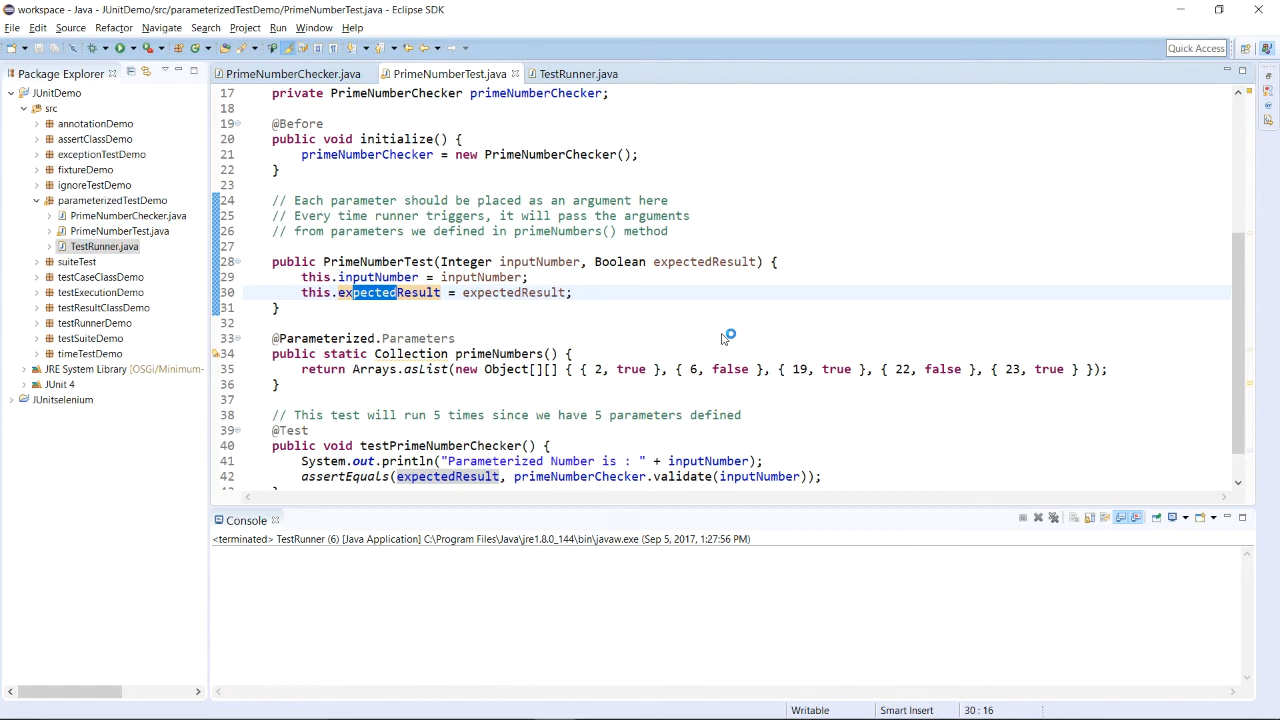 workspace - Java - JUnitDemo/src/parameterizedTestDemo/PrimeNumberTest.java - Eclipse SDK
File Edit Source Refactor Navigate Search Project Run Window Help
Quick Access
Package Explorer
JUnitDemo
src
annotationDemo
assertClassDemo
exceptionTestDemo
fixtureDemo
ignoreTestDemo
parameterizedTestDemo
PrimeNumberChecker.java
PrimeNumberTest.java
TestRunner.java
suiteTest
testCaseClassDemo
testExecutionDemo
testResultClassDemo
testRunnerDemo
testSuiteDemo
timeTestDemo
JRE System Library [OSGi/Minimum-
JUnit 4
JUnitselenium
PrimeNumberChecker.java PrimeNumberTest.java TestRunner.java
17 private PrimeNumberChecker primeNumberChecker;
18
19 @Before
20 public void initialize() {
21 primeNumberChecker = new PrimeNumberChecker();
22 }
23
24 // Each parameter should be placed as an argument here
25 // Every time runner triggers, it will pass the arguments
26 // from parameters we defined in primeNumbers() method
27
28 public PrimeNumberTest(Integer inputNumber, Boolean expectedResult) {
29 this.inputNumber = inputNumber;
30 this.expectedResult = expectedResult;
31 }
32
33 @Parameterized.Parameters
34 public static Collection primeNumbers() {
35 return Arrays.asList(new Object[][] { { 2, true }, { 6, false }, { 19, true }, { 22, false }, { 23, true } });
36 }
37
38 // This test will run 5 times since we have 5 parameters defined
39 @Test
40 public void testPrimeNumberChecker() {
41 System.out.println("Parameterized Number is : " + inputNumber);
42 assertEquals(expectedResult, primeNumberChecker.validate(inputNumber));
Console
<terminated> TestRunner (6) [Java Application] C:\Program Files\Java\jre1.8.0_144\bin\javaw.exe (Sep 5, 2017, 1:27:56 PM)
Writable Smart Insert 30 : 16